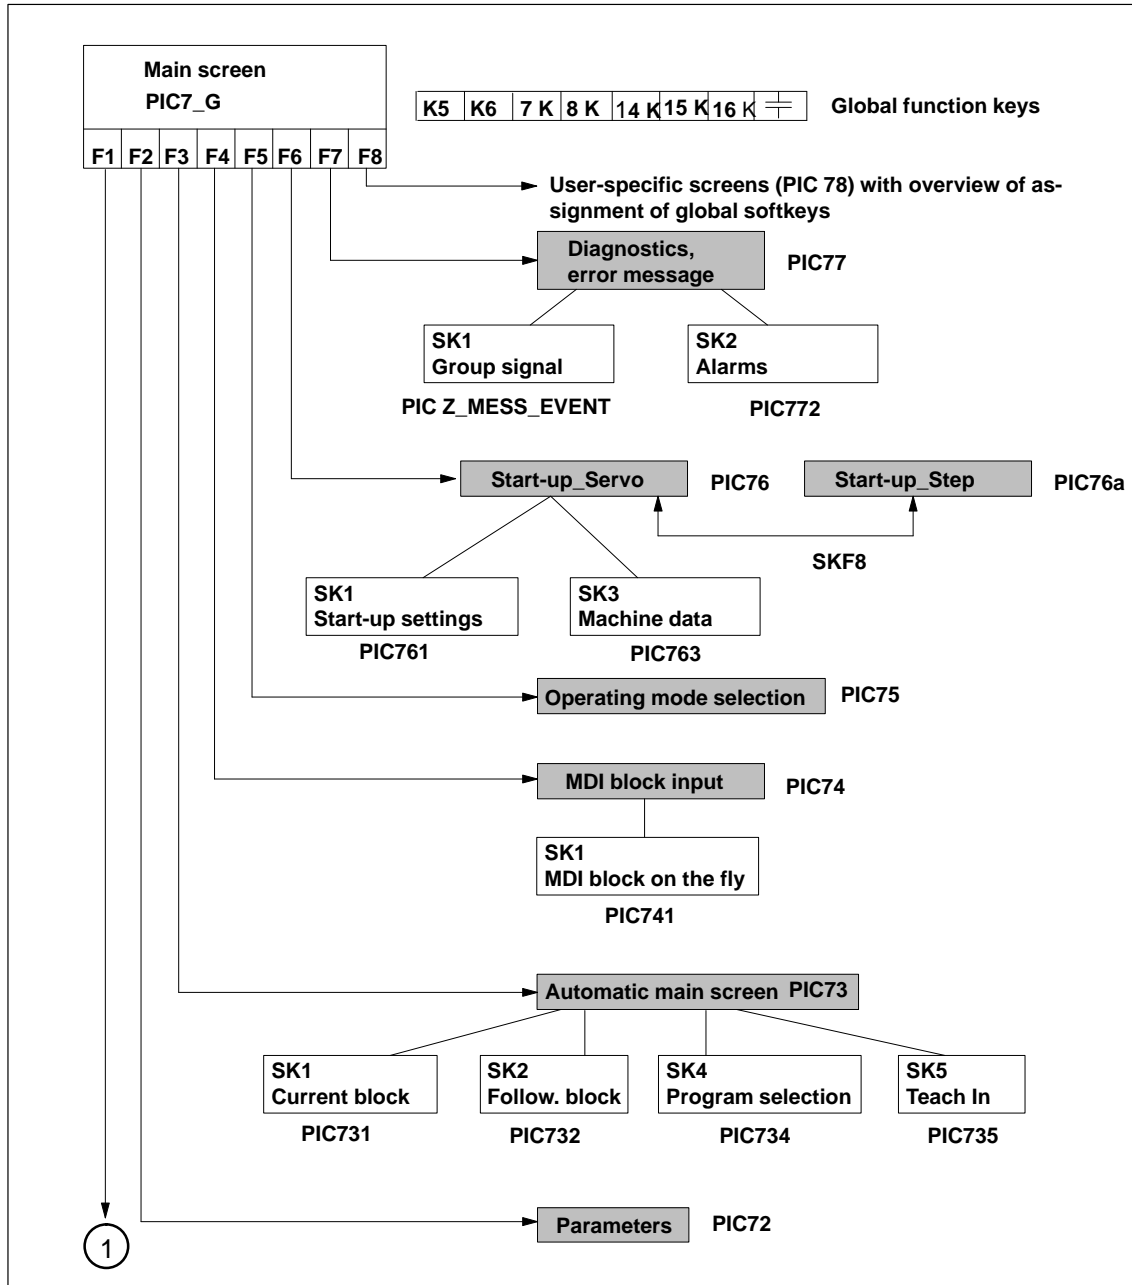 Main screen
PIC7_G
F1 F2 F3 F4 F5 F6 F7 F8
K5 K6 7 K 8 K 14 K 15 K 16 K
Global function keys
User-specific screens (PIC 78) with overview of as-
signment of global softkeys
Diagnostics,
error message
PIC77
SK1
Group signal
PIC Z_MESS_EVENT
SK2
Alarms
PIC772
Start-up_Servo
PIC76
Start-up_Step
PIC76a
SKF8
SK1
Start-up settings
PIC761
SK3
Machine data
PIC763
Operating mode selection
PIC75
MDI block input
PIC74
SK1
MDI block on the fly
PIC741
Automatic main screen PIC73
SK1
Current block
PIC731
SK2
Follow. block
PIC732
SK4
Program selection
PIC734
SK5
Teach In
PIC735
Parameters
PIC72
1